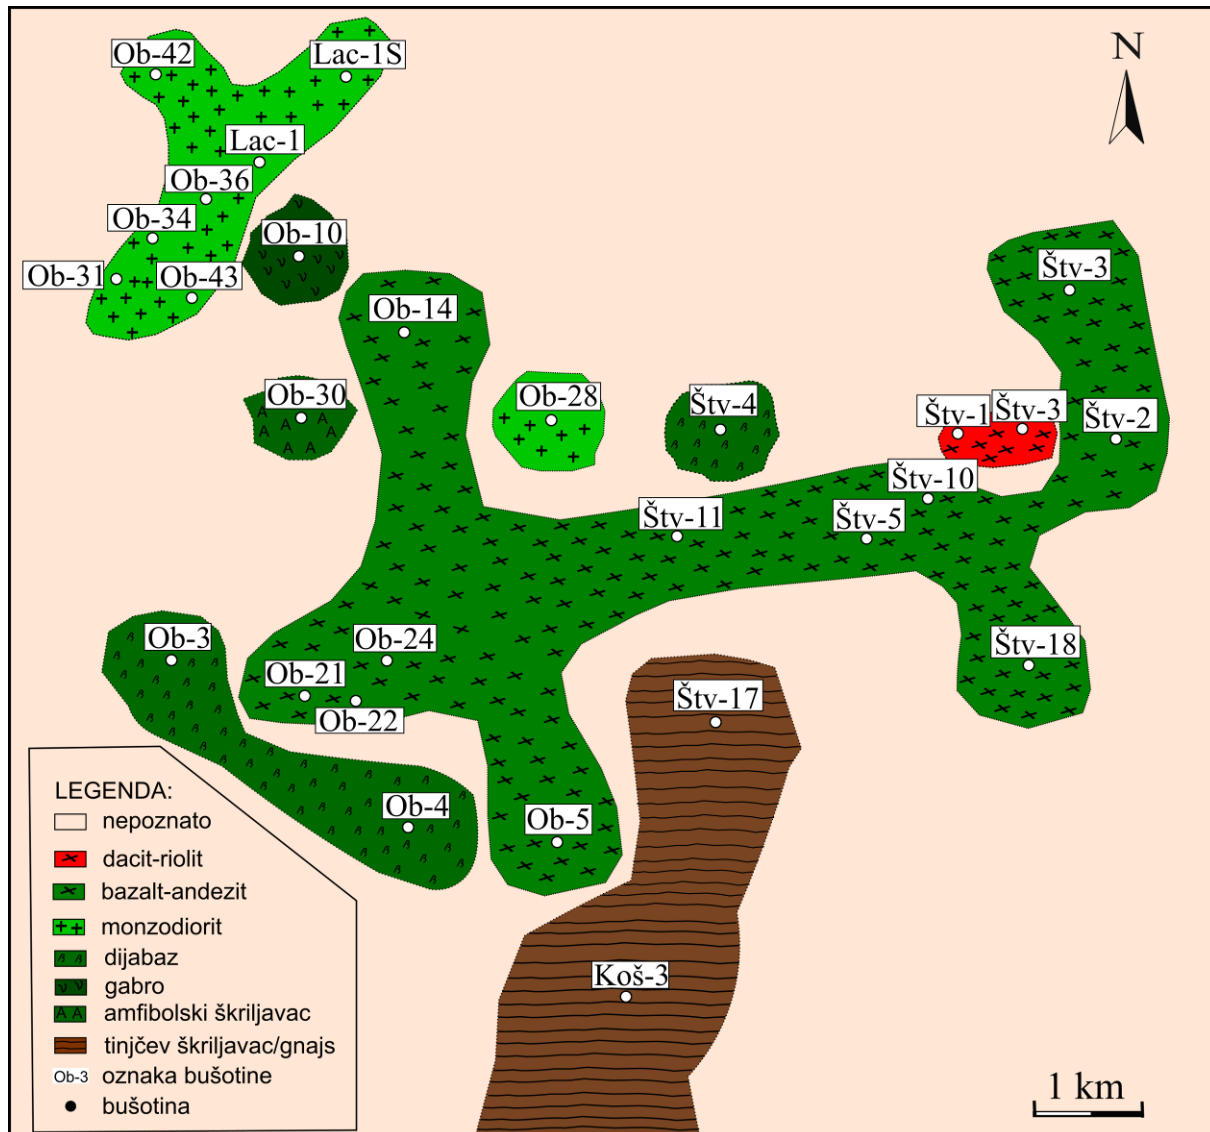 Ob-42
Lac-1S
N
Lac-1
Ob-36
Ob-34
Ob-10
Ob-31
Ob-43
Štv-3
Ob-14
Ob-30
Ob-28
Štv-4
Štv-1
Štv-3
Štv-2
Štv-10
Štv-11
Štv-5
Ob-3
Ob-24
Štv-18
Ob-21
Ob-22
Štv-17
Ob-4
Ob-5
Koš-3
LEGENDA:
nepoznato
dacit-riolit
bazalt-andezit
monzodiorit
dijabaz
gabro
amfibolski škriljavac
tinjčev škriljavac/gnajs
Ob-3 oznaka bušotine
bušotina
1 km